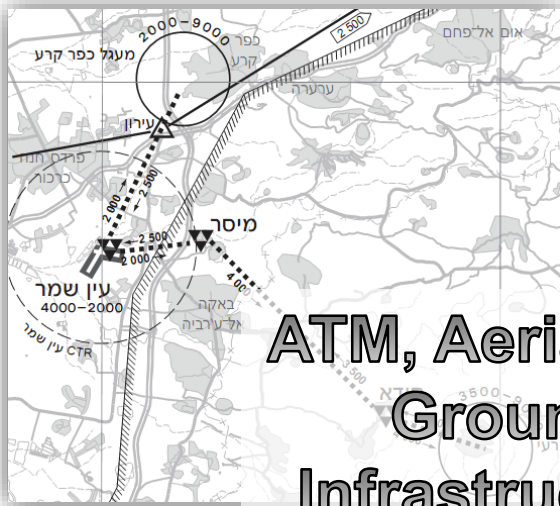 2000-9000
2 500
מעגל כפר קרע
כפר
קרע
אום אל-פחם
ערערה
עירון
פרדס חנה
כרכור
2 000
2 500
מיסר
2 500
2 000
עין שמר
4000-2000
4 000
באקה
אל-ע'רביה
CTR עין שמר
3 500
ATM, Aeri
Groun
Infrastruc